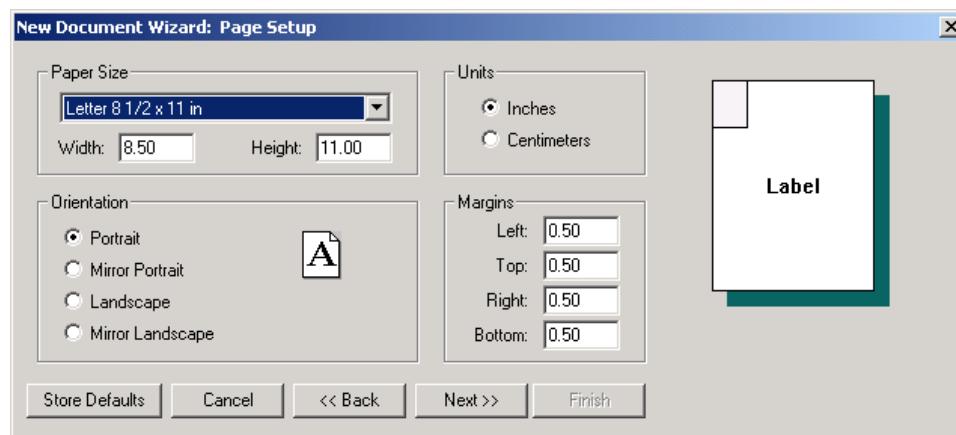 New Document Wizard: Page Setup
Paper Size
Letter 8 1/2 x 11 in
Width: 8.50 Height: 11.00
Units
Inches
Centimeters
Label
Orientation
Portrait
Mirror Portrait
Landscape
Mirror Landscape
A
Margins
Left: 0.50
Top: 0.50
Right: 0.50
Bottom: 0.50
Store Defaults Cancel << Back Next >> Finish